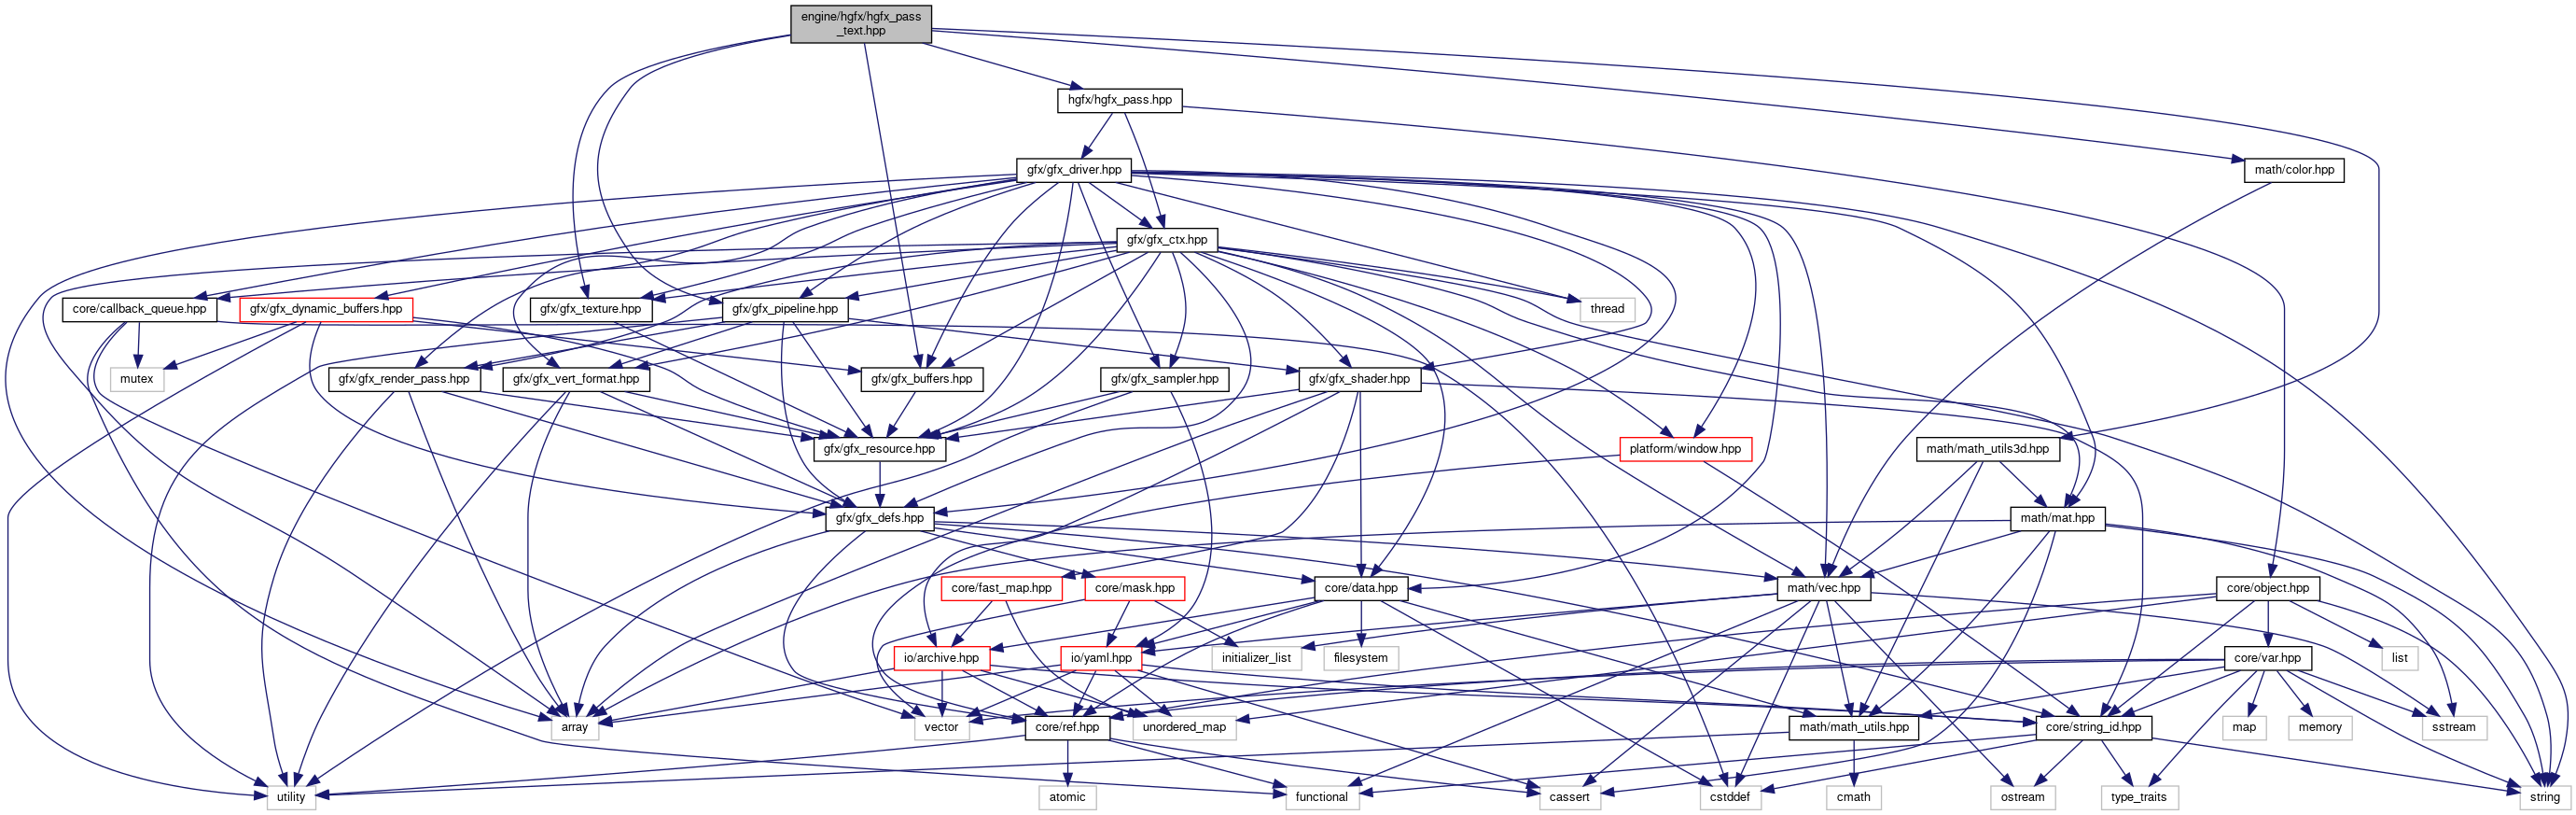 engine/hgfx/hgfx_pass
_text.hpp
hgfx/hgfx_pass.hpp
gfx/gfx_driver.hpp
math/color.hpp
gfx/gfx_ctx.hpp
core/callback_queue.hpp
gfx/gfx_dynamic_buffers.hpp
gfx/gfx_texture.hpp
gfx/gfx_pipeline.hpp
thread
mutex
gfx/gfx_render_pass.hpp
gfx/gfx_vert_format.hpp
gfx/gfx_buffers.hpp
gfx/gfx_sampler.hpp
gfx/gfx_shader.hpp
gfx/gfx_resource.hpp
platform/window.hpp
math/math_utils3d.hpp
gfx/gfx_defs.hpp
math/mat.hpp
core/fast_map.hpp
core/mask.hpp
core/data.hpp
math/vec.hpp
core/object.hpp
io/archive.hpp
io/yaml.hpp
initializer_list
filesystem
core/var.hpp
list
array
vector
core/ref.hpp
unordered_map
math/math_utils.hpp
core/string_id.hpp
map
memory
sstream
utility
atomic
functional
cassert
cstddef
cmath
ostream
type_traits
string